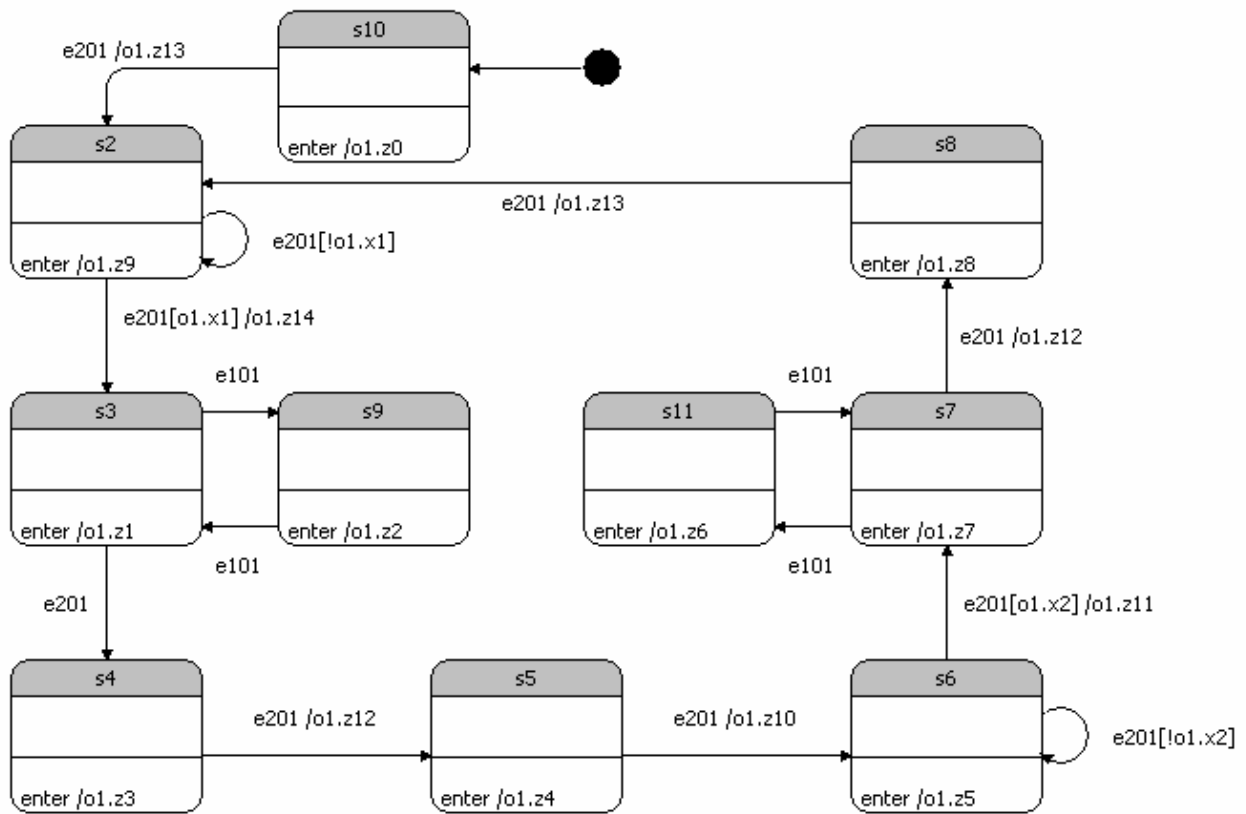 s10
e201 /o1.z13
enter /o1.z0
s2
s8
e201 /o1.z13
e201[!o1.x1]
enter /o1.z9
enter /o1.z8
e201[o1.x1] /o1.z14
e201 /o1.z12
e101
e101
s3
s9
s11
s7
enter /o1.z1
enter /o1.z2
enter /o1.z6
enter /o1.z7
e101
e101
e201
e201[o1.x2] /o1.z11
s4
s5
s6
e201 /o1.z12
e201 /o1.z10
e201[!o1.x2]
enter /o1.z3
enter /o1.z4
enter /o1.z5